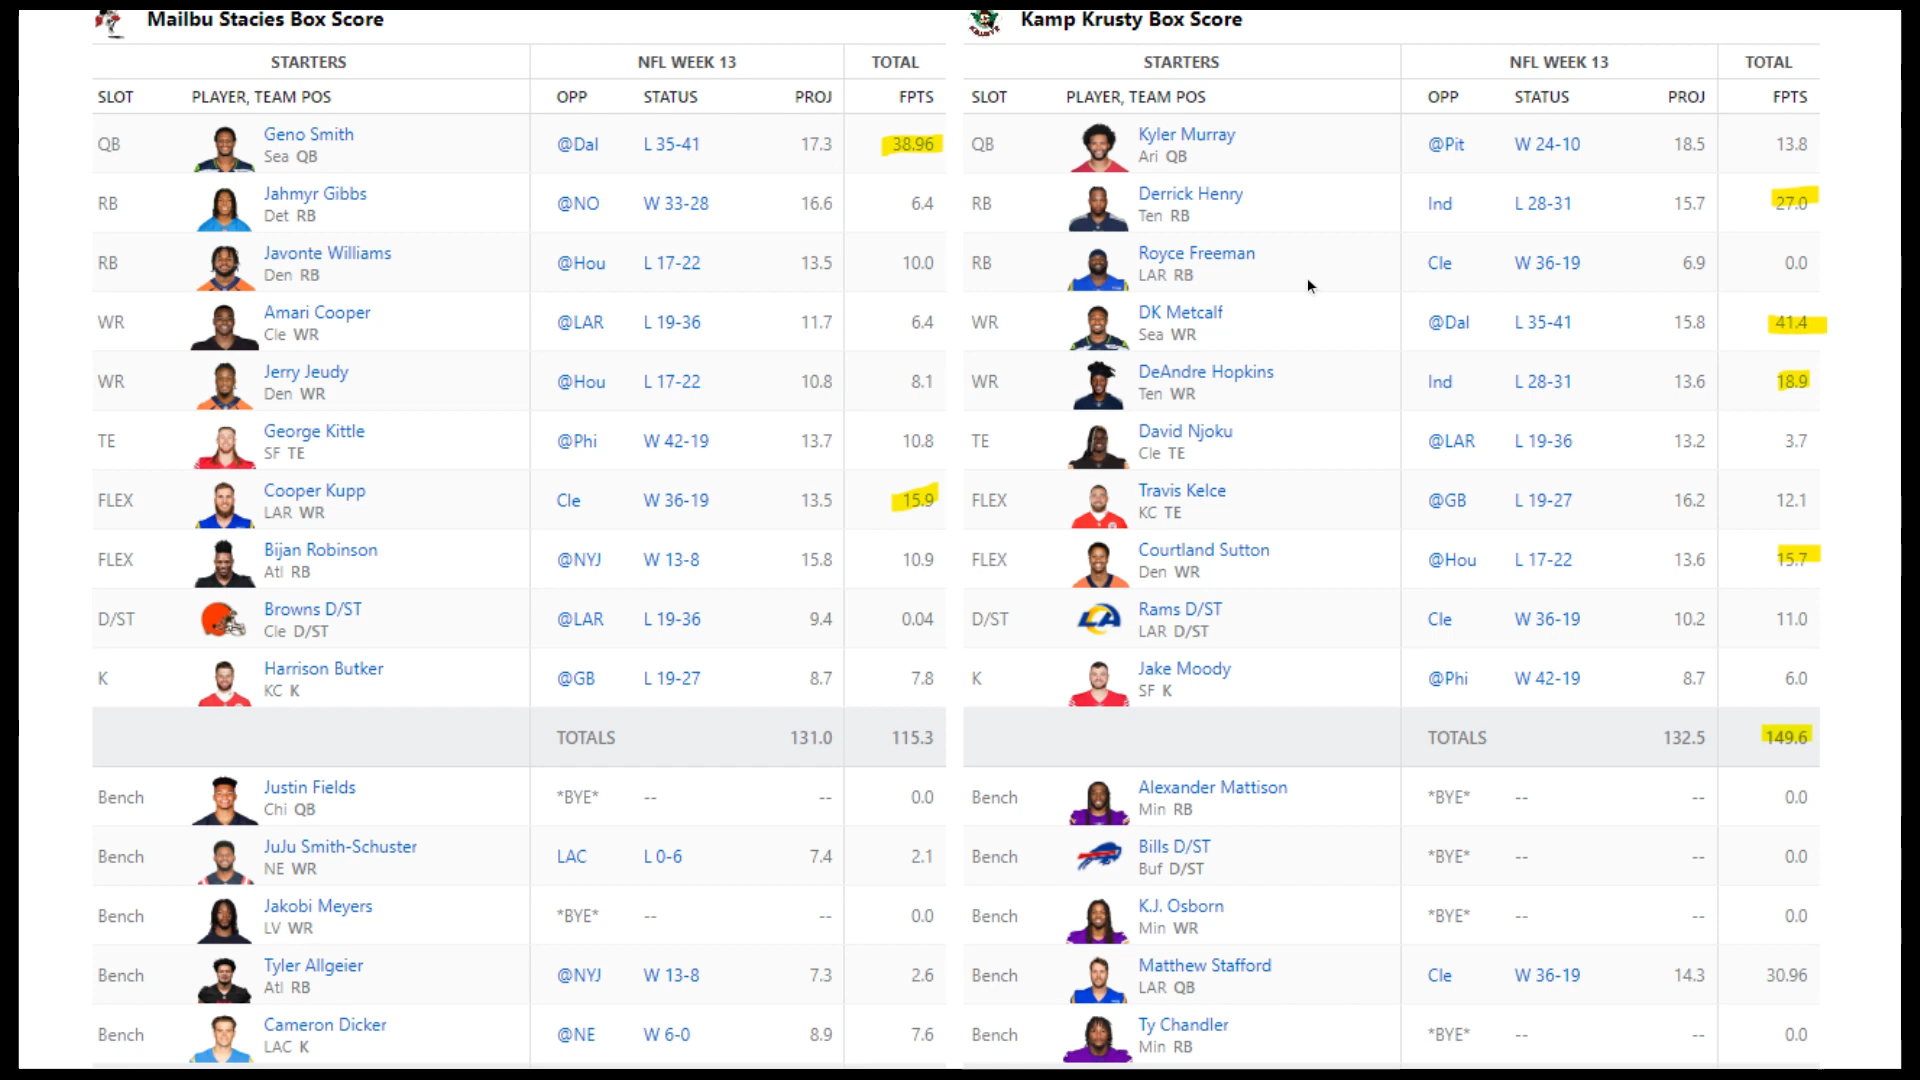 Mailbu Stacies Box Score
STARTERS NFL WEEK 13 TOTAL
SLOT PLAYER, TEAM POS OPP STATUS PROJ FPTS
QB Geno Smith Sea QB @Dal L 35-41 17.3 38.96
RB Jahmyr Gibbs Det RB @NO W 33-28 16.6 6.4
RB Javonte Williams Den RB @Hou L 17-22 13.5 10.0
WR Amari Cooper Cle WR @LAR L 19-36 11.7 6.4
WR Jerry Jeudy Den WR @Hou L 17-22 10.8 8.1
TE George Kittle SF TE @Phi W 42-19 13.7 10.8
FLEX Cooper Kupp LAR WR Cle W 36-19 13.5 15.9
FLEX Bijan Robinson Atl RB @NYJ W 13-8 15.8 10.9
D/ST Browns D/ST Cle D/ST @LAR L 19-36 9.4 0.04
K Harrison Butker KC K @GB L 19-27 8.7 7.8
TOTALS 131.0 115.3
Bench Justin Fields Chi QB *BYE* -- -- 0.0
Bench JuJu Smith-Schuster NE WR LAC L 0-6 7.4 2.1
Bench Jakobi Meyers LV WR *BYE* -- -- 0.0
Bench Tyler Allgeier Atl RB @NYJ W 13-8 7.3 2.6
Bench Cameron Dicker LAC K @NE W 6-0 8.9 7.6
Kamp Krusty Box Score
STARTERS NFL WEEK 13 TOTAL
SLOT PLAYER, TEAM POS OPP STATUS PROJ FPTS
QB Kyler Murray Ari QB @Pit W 24-10 18.5 13.8
RB Derrick Henry Ten RB Ind L 28-31 15.7 27.0
RB Royce Freeman LAR RB Cle W 36-19 6.9 0.0
WR DK Metcalf Sea WR @Dal L 35-41 15.8 41.4
WR DeAndre Hopkins Ten WR Ind L 28-31 13.6 18.9
TE David Njoku Cle TE @LAR L 19-36 13.2 3.7
FLEX Travis Kelce KC TE @GB L 19-27 16.2 12.1
FLEX Courtland Sutton Den WR @Hou L 17-22 13.6 15.7
D/ST Rams D/ST LAR D/ST Cle W 36-19 10.2 11.0
K Jake Moody SF K @Phi W 42-19 8.7 6.0
TOTALS 132.5 149.6
Bench Alexander Mattison Min RB *BYE* -- -- 0.0
Bench Bills D/ST Buf D/ST *BYE* -- -- 0.0
Bench K.J. Osborn Min WR *BYE* -- -- 0.0
Bench Matthew Stafford LAR QB Cle W 36-19 14.3 30.96
Bench Ty Chandler Min RB *BYE* -- -- 0.0